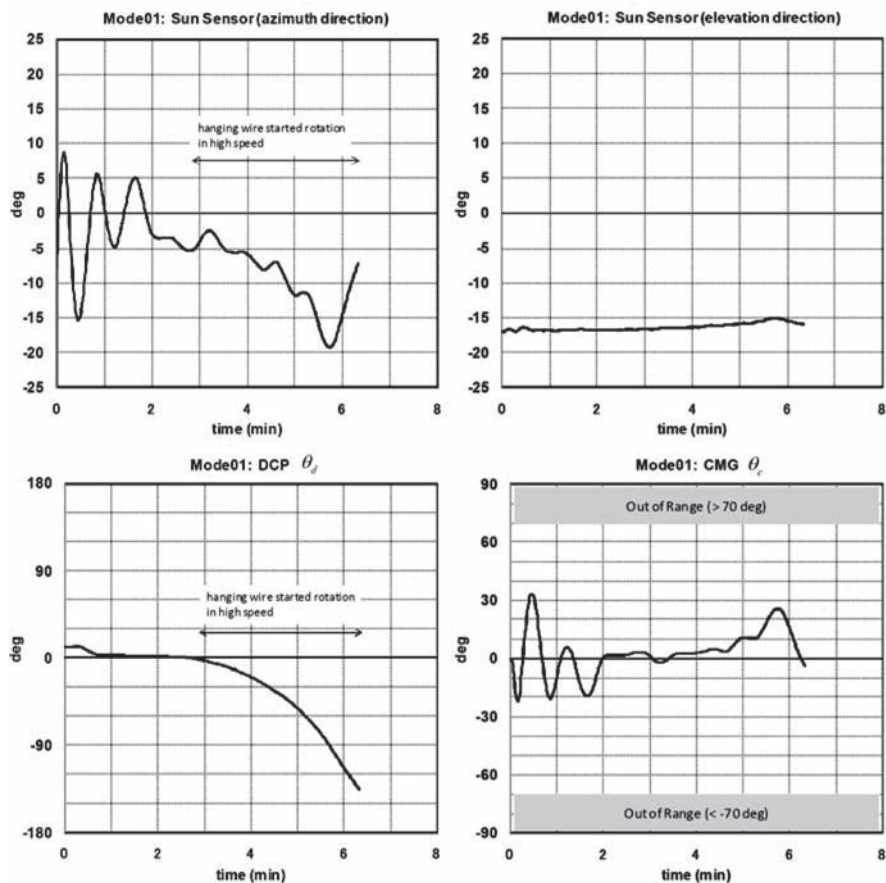 Mode01: Sun Sensor (azimuth direction)
25
20
15
10
5
0
-5
-10
-15
-20
-25
deg
hanging wire started rotation
in high speed
0 2 4 6 8
time (min)
Mode01: Sun Sensor (elevation direction)
25
20
15
10
5
0
-5
-10
-15
-20
-25
deg
0 2 4 6 8
time (min)
Mode01: DCP θd
180
90
0
-90
-180
deg
hanging wire started rotation
in high speed
0 2 4 6 8
time (min)
Mode01: CMG θc
90
60
30
0
-30
-60
-90
deg
Out of Range (> 70 deg)
Out of Range (< -70 deg)
0 2 4 6 8
time (min)